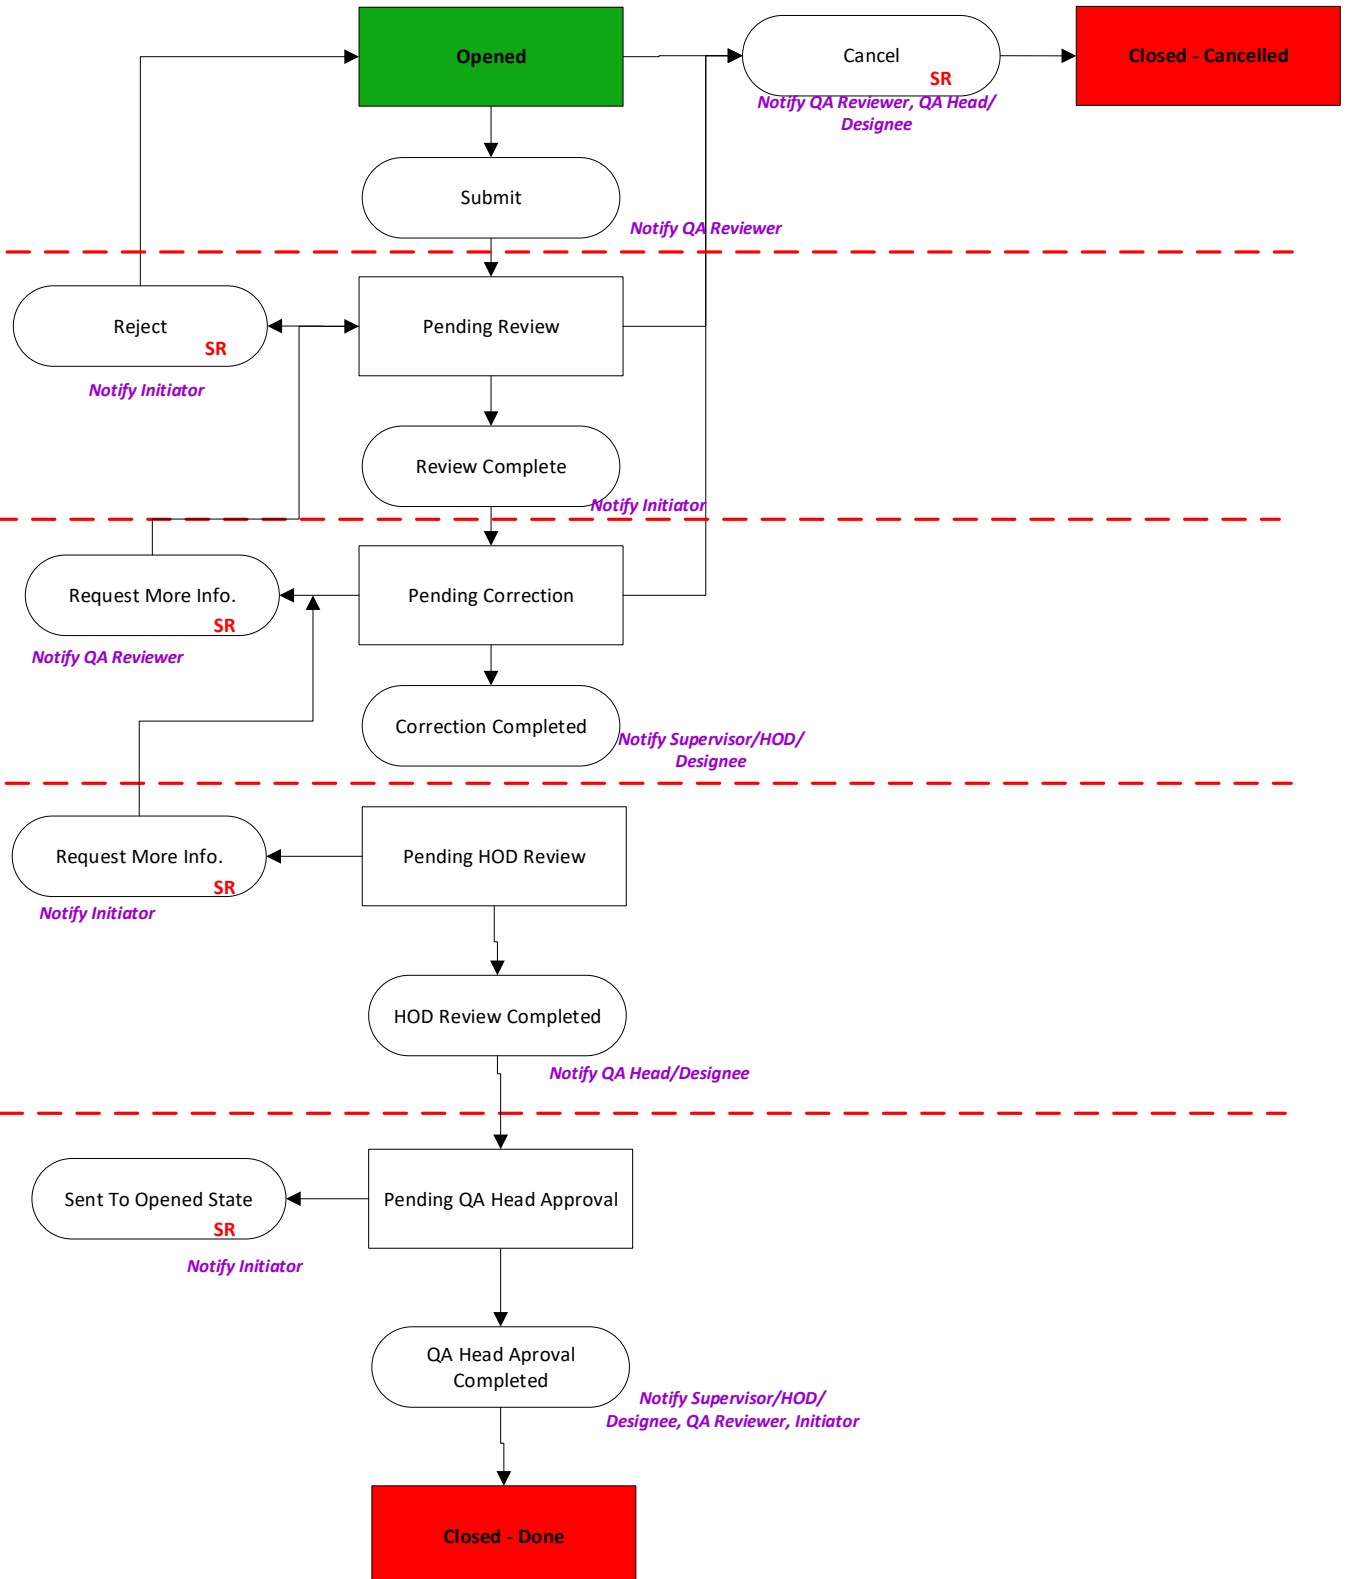 Opened
Cancel
SR
Closed - Cancelled
Notify QA Reviewer, QA Head/
Designee
Submit
Notify QA Reviewer
Reject
SR
Pending Review
Notify Initiator
Review Complete
Notify Initiator
Request More Info.
SR
Pending Correction
Notify QA Reviewer
Correction Completed
Notify Supervisor/HOD/
Designee
Request More Info.
SR
Pending HOD Review
Notify Initiator
HOD Review Completed
Notify QA Head/Designee
Sent To Opened State
SR
Pending QA Head Approval
Notify Initiator
QA Head Aproval
Completed
Notify Supervisor/HOD/
Designee, QA Reviewer, Initiator
Closed - Done